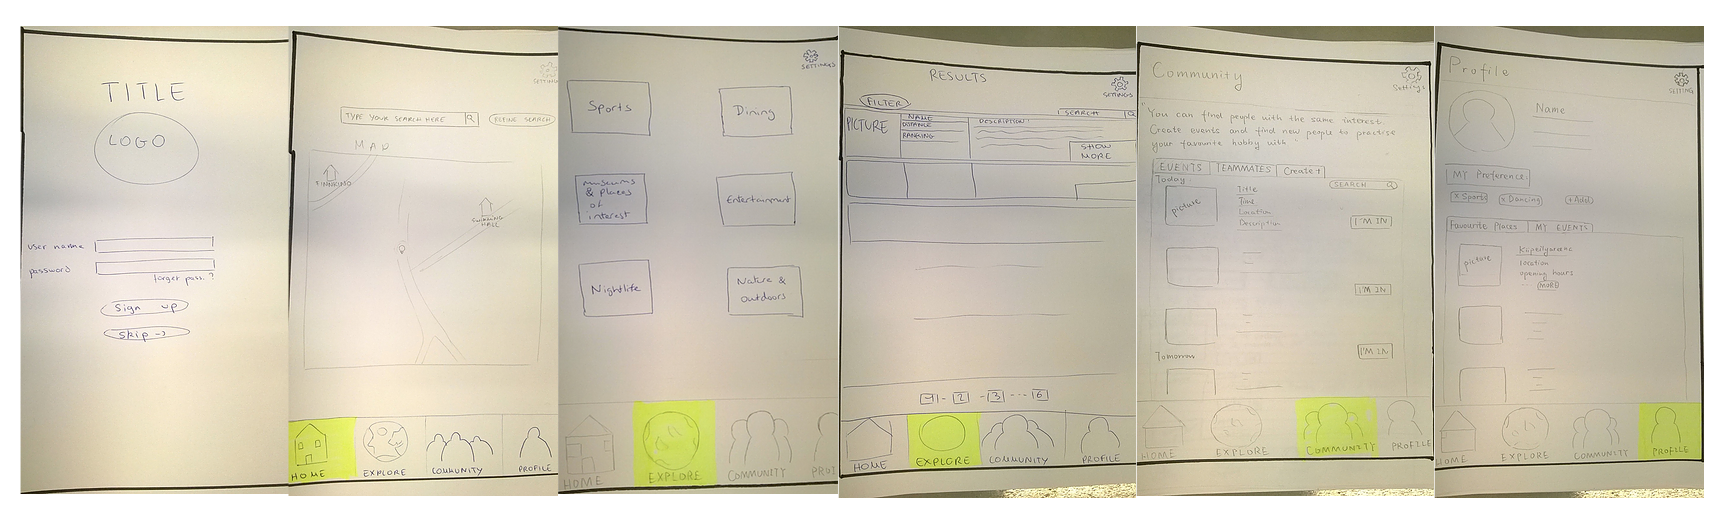 TITLE
LOGO
user name
password
forget pass. ?
Sign up
Skip →
SETTINGS
TYPE YOUR SEARCH HERE
REFINE SEARCH
MAP
FINNKINO
SWIMMING
HALL
HOME
EXPLORE
COMMUNITY
PROFILE
SETTINGS
Sports
Dining
museums
& places
of
interest
Entertainment
Nightlife
Nature &
outdoors
HOME
EXPLORE
COMMUNITY
RESULTS
SETTINGS
FILTER
SEARCH
PICTURE
NAME
DISTANCE
RANKING
DESCRIPTION:
SHOW
MORE
2 - 3 --- 6
HOME
EXPLORE
COMMUNITY
PROFILE
Community
Settings
"You can find people with the same interest.
Create events and find new people to practise
your favourite hobby with"
EVENTS
TEAMMATES
Create+
Today:
SEARCH
picture
Title
Time
Location
Description
I'M IN
I'M IN
I'M IN
Tomorrow
HOME
EXPLORE
COMMUNITY
PROFILE
Profile
SETTING
Name
MY Preference:
x Sports
x Dancing
+Add
Favourite Places
MY EVENTS
picture
location
opening hours
... MORE
HOME
EXPLORE
COMMUNITY
PROFILE